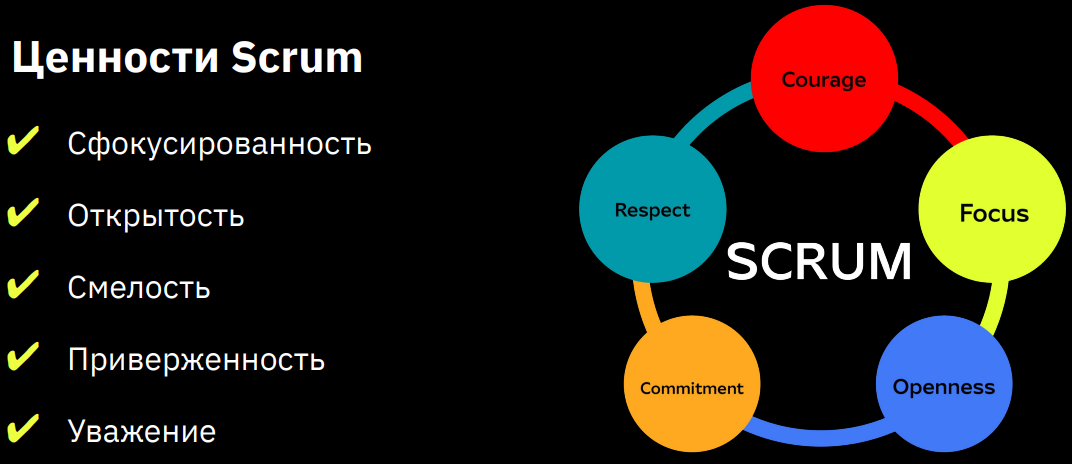 Ценности Scrum
Сфокусированность
Открытость
Смелость
Приверженность
Уважение
Courage
Respect
Focus
SCRUM
Commitment
Openness